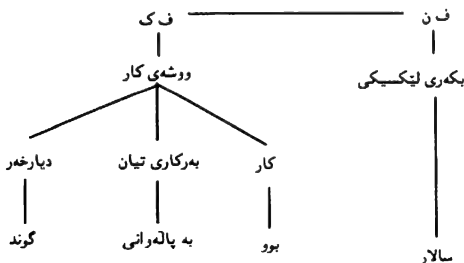 ف ن ف ک
ووشەی کار
بکەری لێکسیکی
کار بەرکاری تیان دیارخەر
بوو بە پاڵەوانی گوند
سالار